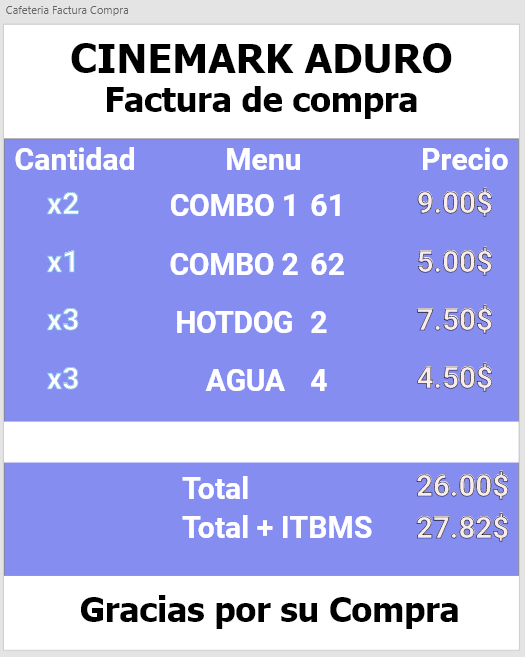 Cafeteria Factura Compra
CINEMARK ADURO
Factura de compra
Cantidad Menu Precio
x2 COMBO 1 61 9.00$
x1 COMBO 2 62 5.00$
x3 HOTDOG 2 7.50$
x3 AGUA 4 4.50$
Total 26.00$
Total + ITBMS 27.82$
Gracias por su Compra